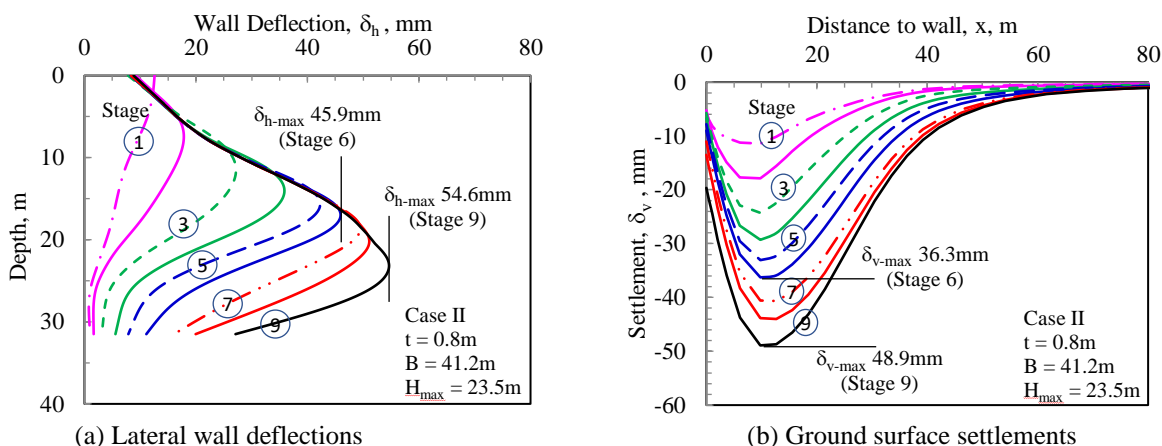 Wall Deflection, δh , mm
0 20 40 60 80
0
10
20
30
40
Depth, m
Stage
1
3
5
7
9
δh-max 45.9mm
(Stage 6)
δh-max 54.6mm
(Stage 9)
Case II
t = 0.8m
B = 41.2m
Hmax = 23.5m
(a) Lateral wall deflections
Distance to wall, x, m
0 20 40 60 80
0
-10
-20
-30
-40
-50
-60
Settlement, δv , mm
Stage
1
3
5
7
9
δv-max 36.3mm
(Stage 6)
δv-max 48.9mm
(Stage 9)
Case II
t = 0.8m
B = 41.2m
Hmax = 23.5m
(b) Ground surface settlements